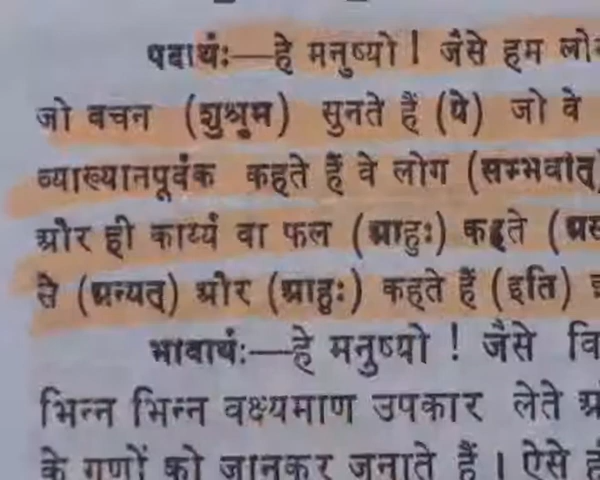 पदार्थः—हे मनुष्यो ! जैसे हम
जो वचन (शुश्रुम) सुनते हैं (ये) जो वे
व्याख्यानपूर्वक कहते हैं वे लोग (सम्भवात्)
और ही कार्य्य वा फल (आहुः) कहते
से (अन्यत्) और (आहुः) कहते हैं (इति)
भावार्थः—हे मनुष्यो ! जैसे
भिन्न भिन्न वक्ष्यमाण उपकार लेते
के गुणों को जानकर जनाते हैं । ऐसे